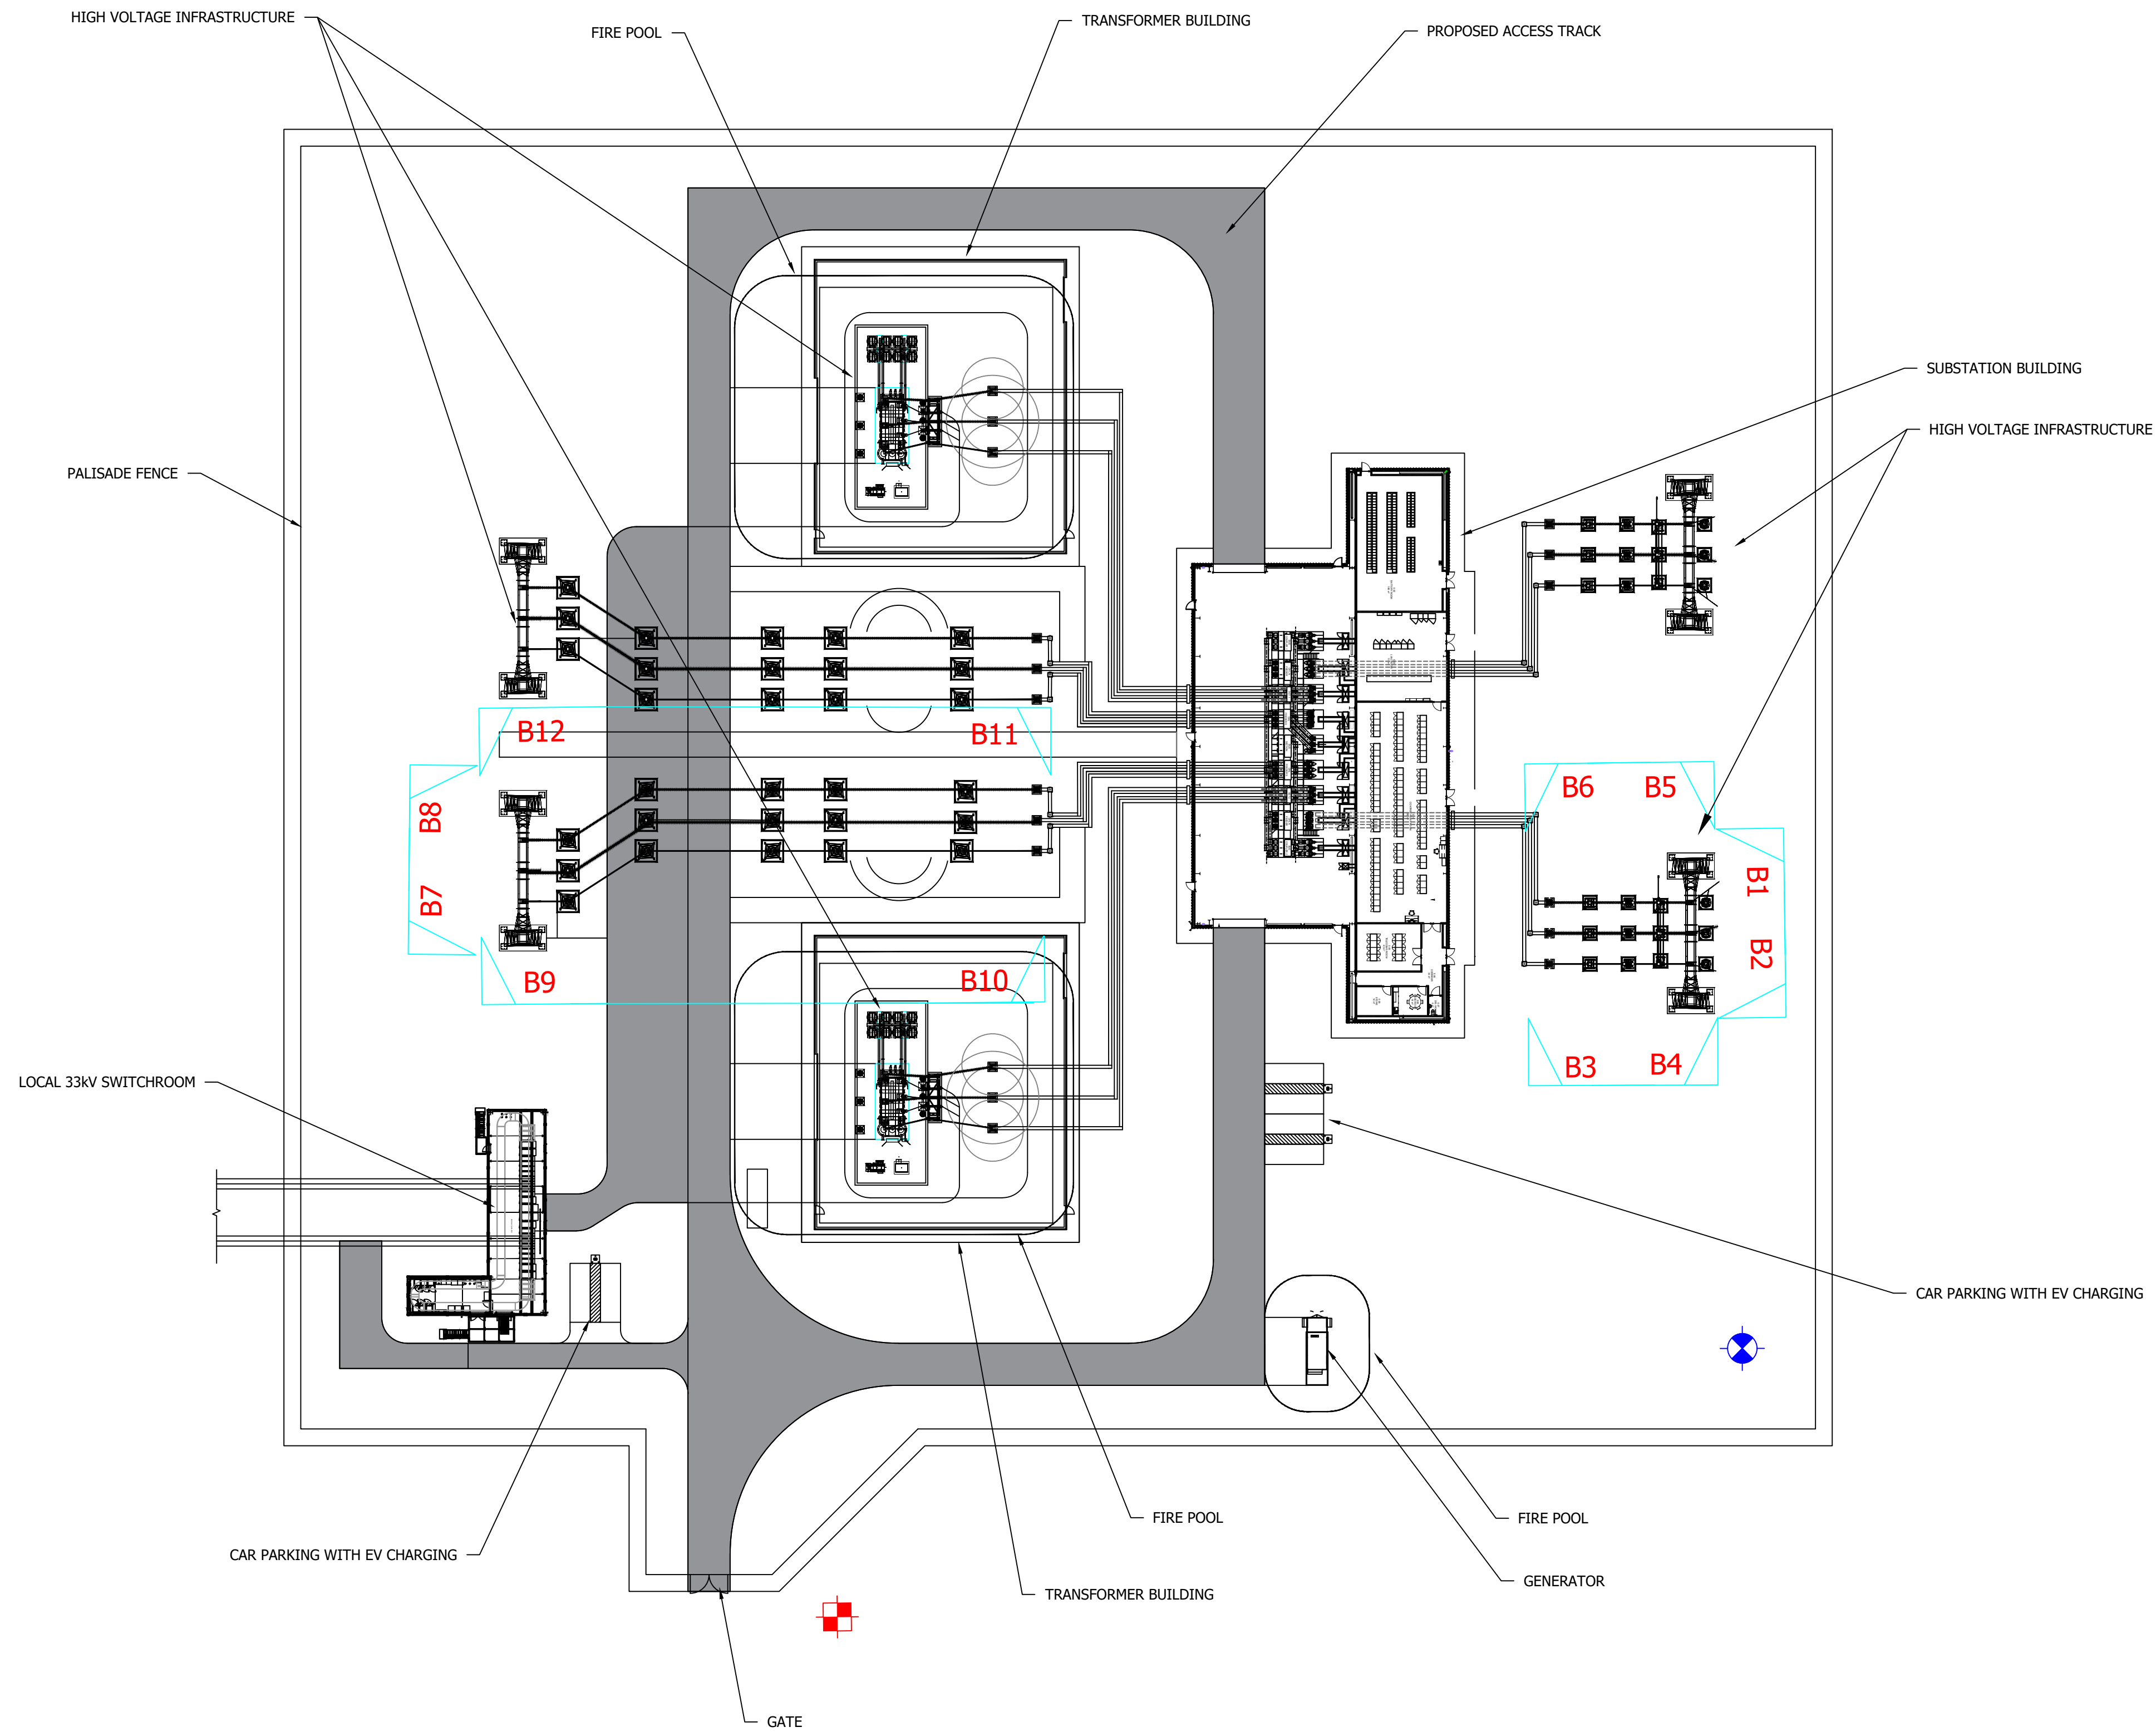 HIGH VOLTAGE INFRASTRUCTURE
FIRE POOL
TRANSFORMER BUILDING
PROPOSED ACCESS TRACK
SUBSTATION BUILDING
HIGH VOLTAGE INFRASTRUCTURE
PALISADE FENCE
B12
B11
B8
B7
B9
B10
B6
B5
B1
B2
B3
B4
LOCAL 33kV SWITCHROOM
CAR PARKING WITH EV CHARGING
FIRE POOL
FIRE POOL
CAR PARKING WITH EV CHARGING
GENERATOR
TRANSFORMER BUILDING
GATE